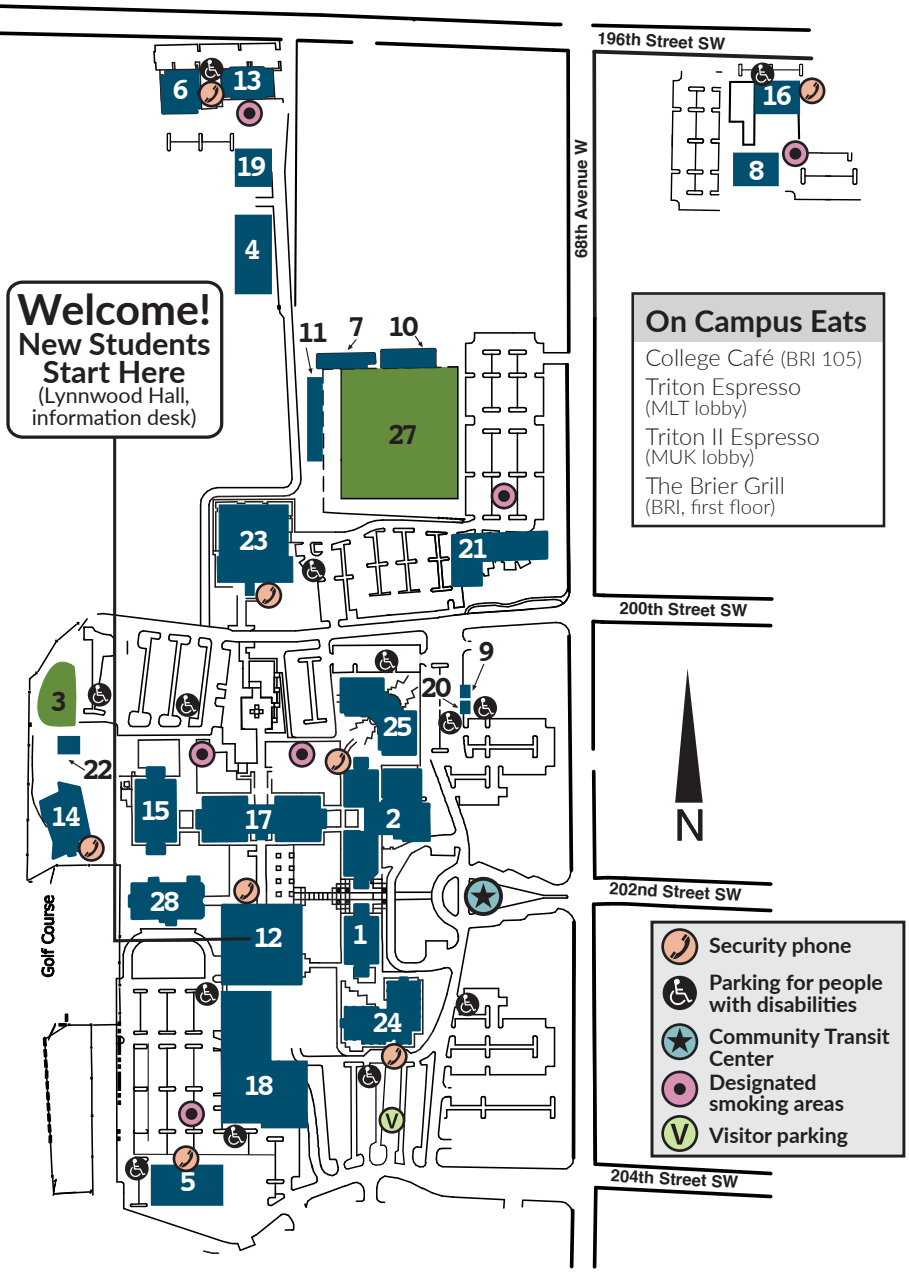 196th Street SW
6
13
16
19
8
4
68th Avenue W
Welcome!
New Students
Start Here
(Lynnwood Hall,
information desk)
On Campus Eats
College Café (BRI 105)
Triton Espresso
(MLT lobby)
Triton II Espresso
(MUK lobby)
The Brier Grill
(BRI, first floor)
11
7
10
27
23
21
200th Street SW
9
20
3
25
22
14
15
17
2
N
28
202nd Street SW
Golf Course
12
1
24
18
V
5
Security phone
Parking for people
with disabilities
Community Transit
Center
Designated
smoking areas
V
Visitor parking
204th Street SW